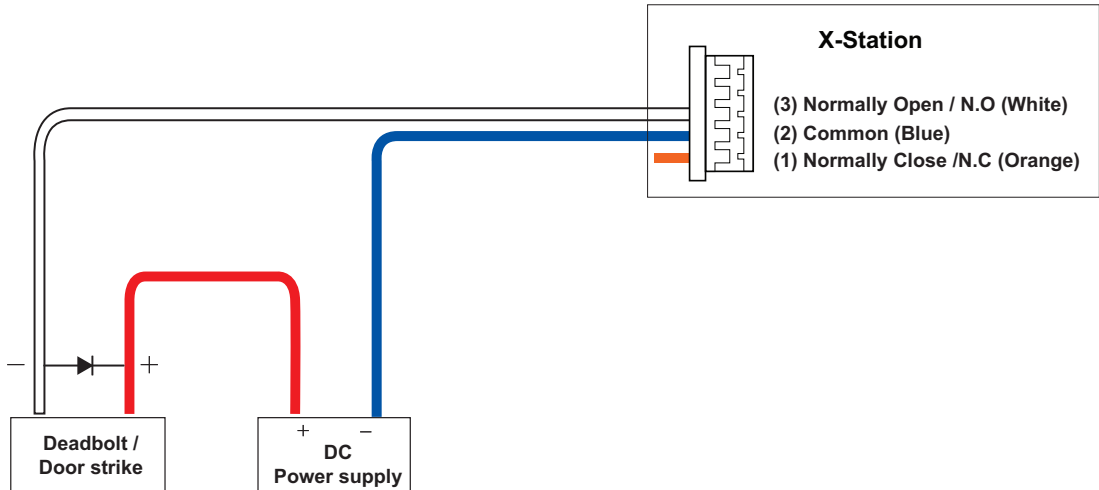 X-Station
(3) Normally Open / N.O (White)
(2) Common (Blue)
(1) Normally Close /N.C (Orange)
− +
Deadbolt /
Door strike
+ −
DC
Power supply